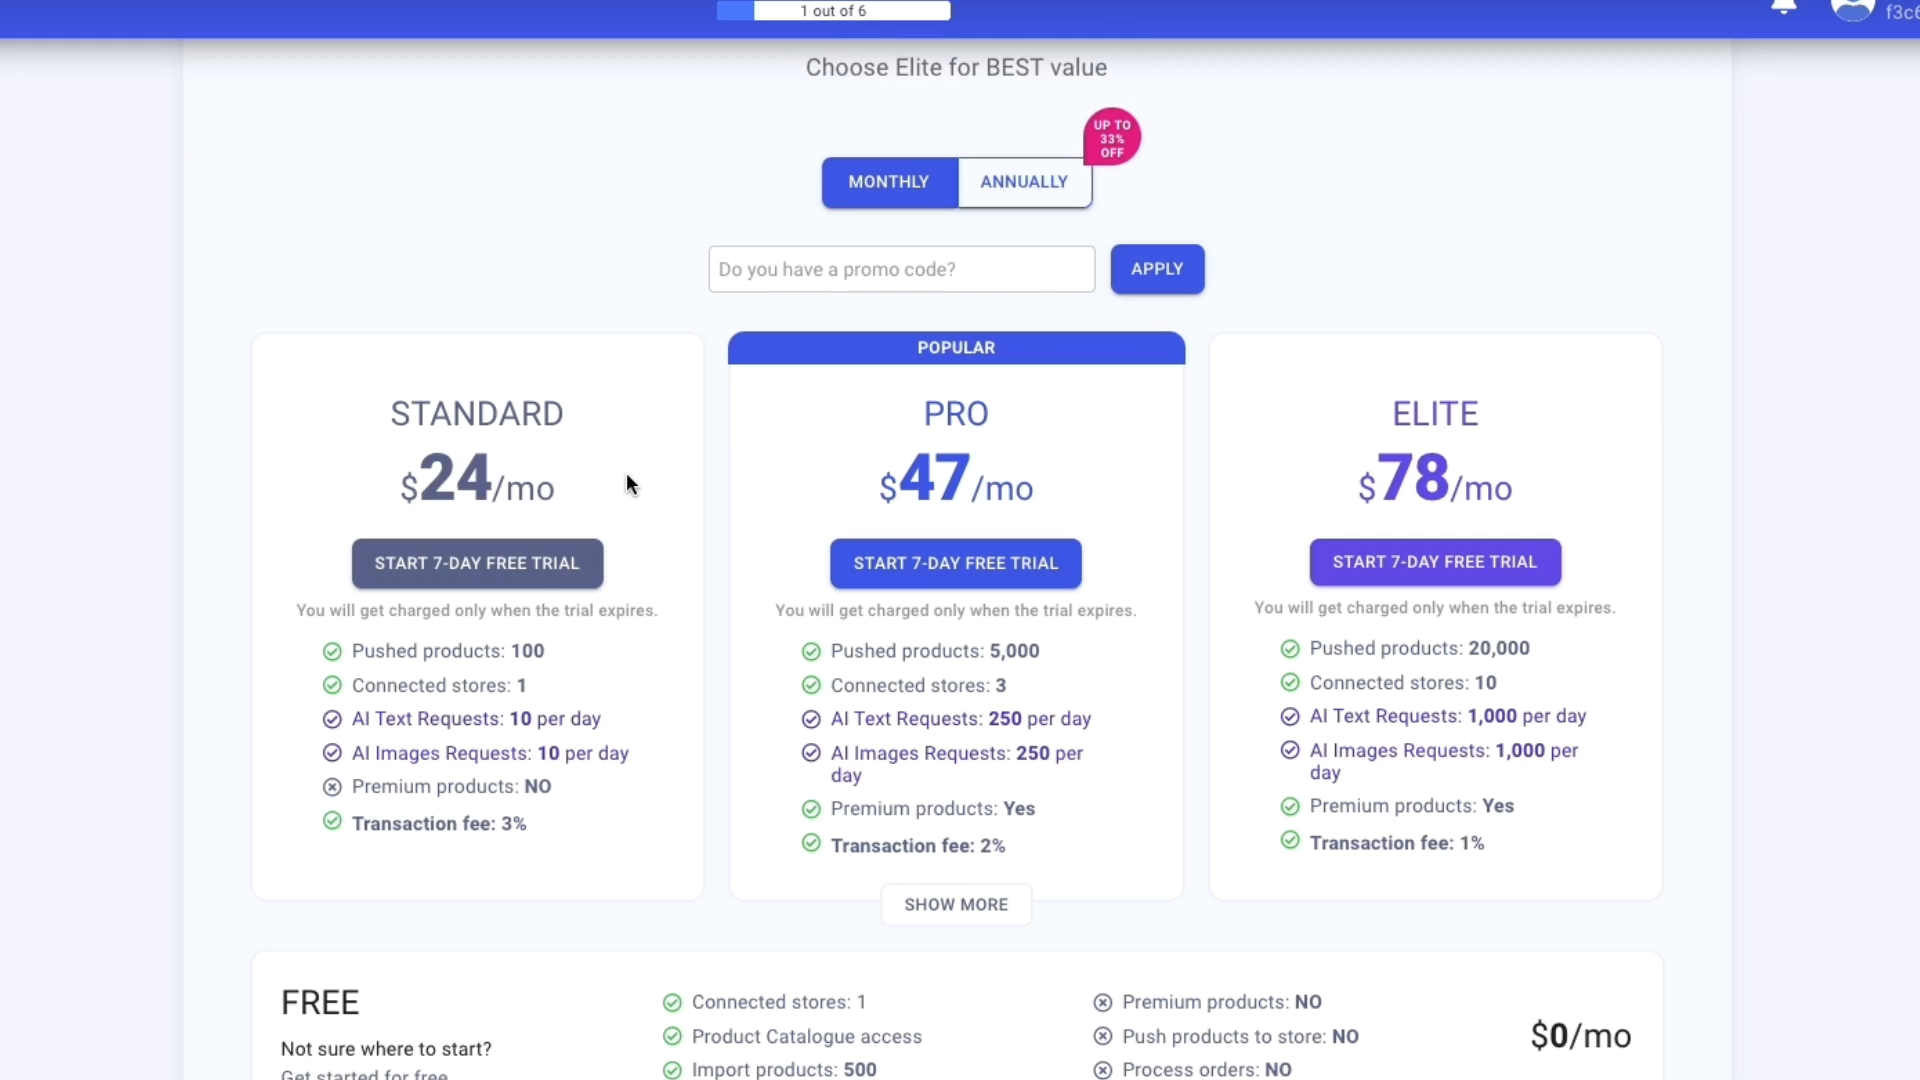 1 out of 6
f3c6
Choose Elite for BEST value
UP TO
33%
OFF
MONTHLY
ANNUALLY
Do you have a promo code?
APPLY
STANDARD
$24/mo
START 7-DAY FREE TRIAL
You will get charged only when the trial expires.
Pushed products: 100
Connected stores: 1
AI Text Requests: 10 per day
AI Images Requests: 10 per day
Premium products: NO
Transaction fee: 3%
POPULAR
PRO
$47/mo
START 7-DAY FREE TRIAL
You will get charged only when the trial expires.
Pushed products: 5,000
Connected stores: 3
AI Text Requests: 250 per day
AI Images Requests: 250 per
day
Premium products: Yes
Transaction fee: 2%
SHOW MORE
ELITE
$78/mo
START 7-DAY FREE TRIAL
You will get charged only when the trial expires.
Pushed products: 20,000
Connected stores: 10
AI Text Requests: 1,000 per day
AI Images Requests: 1,000 per
day
Premium products: Yes
Transaction fee: 1%
FREE
Not sure where to start?
Get started for free
Connected stores: 1
Product Catalogue access
Import products: 500
Premium products: NO
Push products to store: NO
Process orders: NO
$0/mo